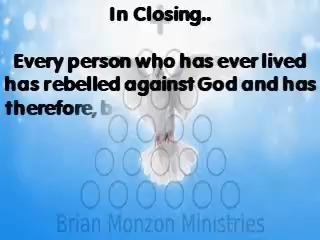 In Closing..
Every person who has ever lived
has rebelled against God and has
therefore, b
Brian Monzon Ministries